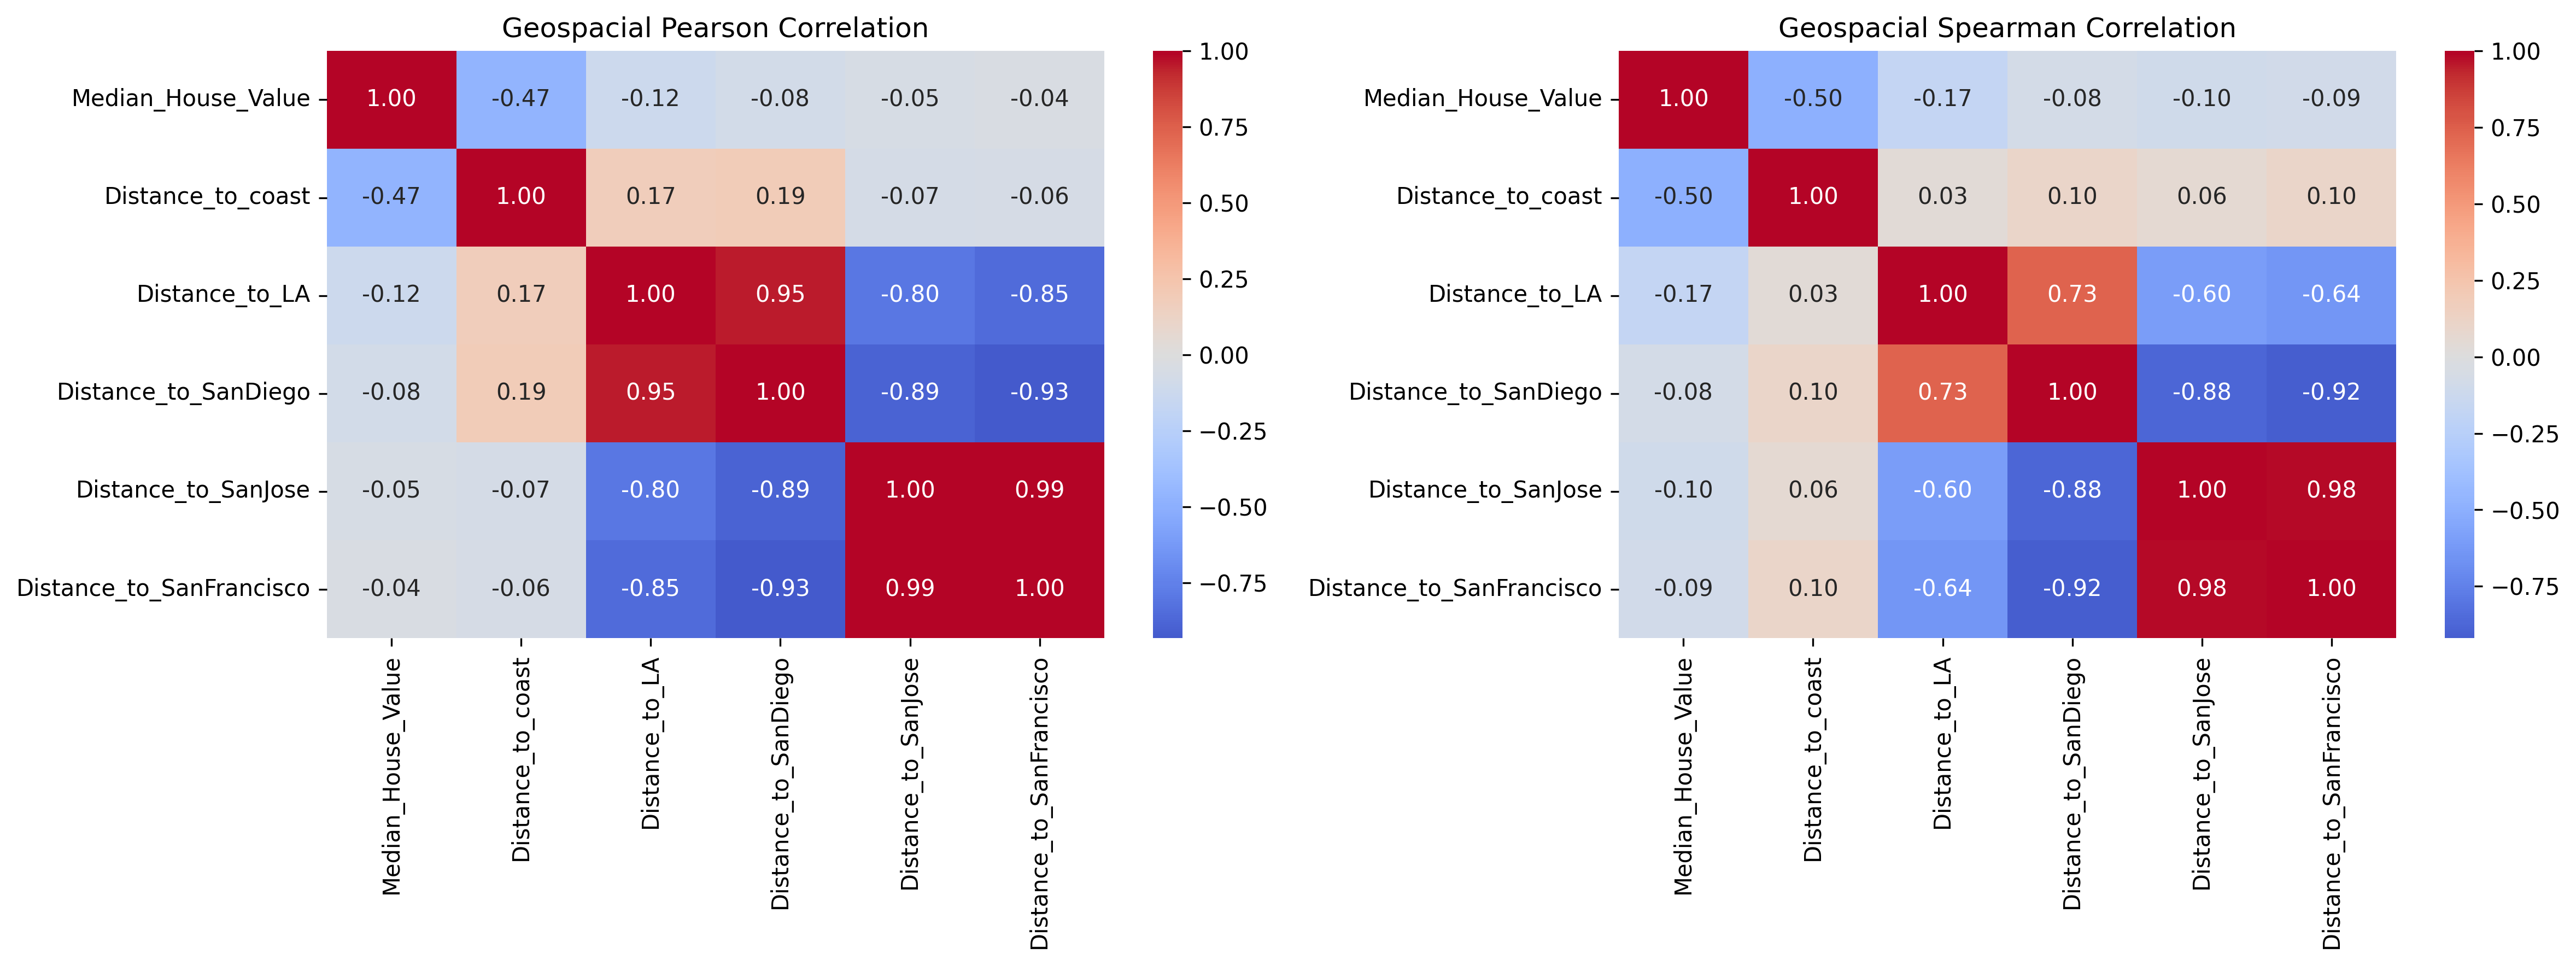 Geospacial Pearson Correlation
Median_House_Value 1.00 -0.47 -0.12 -0.08 -0.05 -0.04
Distance_to_coast -0.47 1.00 0.17 0.19 -0.07 -0.06
Distance_to_LA -0.12 0.17 1.00 0.95 -0.80 -0.85
Distance_to_SanDiego -0.08 0.19 0.95 1.00 -0.89 -0.93
Distance_to_SanJose -0.05 -0.07 -0.80 -0.89 1.00 0.99
Distance_to_SanFrancisco -0.04 -0.06 -0.85 -0.93 0.99 1.00
Median_House_Value
Distance_to_coast
Distance_to_LA
Distance_to_SanDiego
Distance_to_SanJose
Distance_to_SanFrancisco
1.00
0.75
0.50
0.25
0.00
−0.25
−0.50
−0.75
Geospacial Spearman Correlation
Median_House_Value 1.00 -0.50 -0.17 -0.08 -0.10 -0.09
Distance_to_coast -0.50 1.00 0.03 0.10 0.06 0.10
Distance_to_LA -0.17 0.03 1.00 0.73 -0.60 -0.64
Distance_to_SanDiego -0.08 0.10 0.73 1.00 -0.88 -0.92
Distance_to_SanJose -0.10 0.06 -0.60 -0.88 1.00 0.98
Distance_to_SanFrancisco -0.09 0.10 -0.64 -0.92 0.98 1.00
Median_House_Value
Distance_to_coast
Distance_to_LA
Distance_to_SanDiego
Distance_to_SanJose
Distance_to_SanFrancisco
1.00
0.75
0.50
0.25
0.00
−0.25
−0.50
−0.75